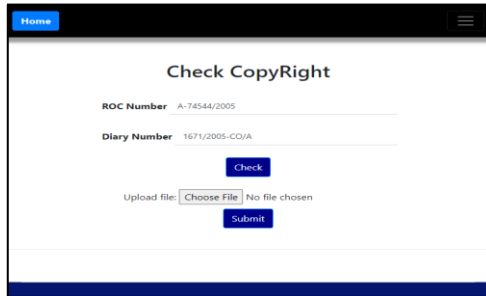 Home
Check CopyRight
ROC Number A-74544/2005
Diary Number 1671/2005-CO/A
Check
Upload file: Choose File No file chosen
Submit